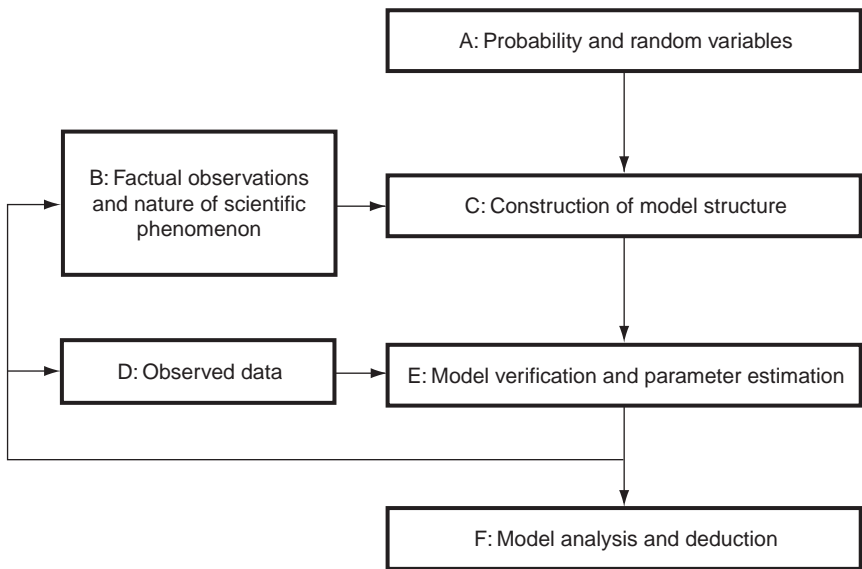 A: Probability and random variables
B: Factual observations
and nature of scientific
phenomenon
C: Construction of model structure
D: Observed data
E: Model verification and parameter estimation
F: Model analysis and deduction